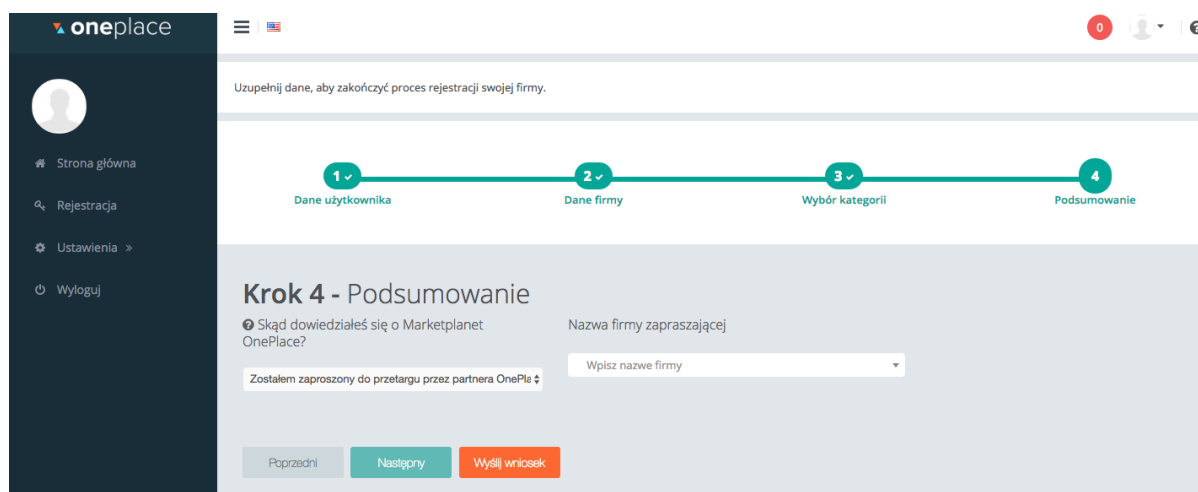 oneplace
0
Uzupełnij dane, aby zakończyć proces rejestracji swojej firmy.
Strona główna
Rejestracja
Ustawienia »
Wyloguj
1
2
3
4
Dane użytkownika
Dane firmy
Wybór kategorii
Podsumowanie
Krok 4 - Podsumowanie
Skąd dowiedziałeś się o Marketplanet
OnePlace?
Nazwa firmy zapraszającej
Zostałem zaproszony do przetargu przez partnera OnePla
Wpisz nazwe firmy
Poprzedni
Następny
Wyślij wniosek